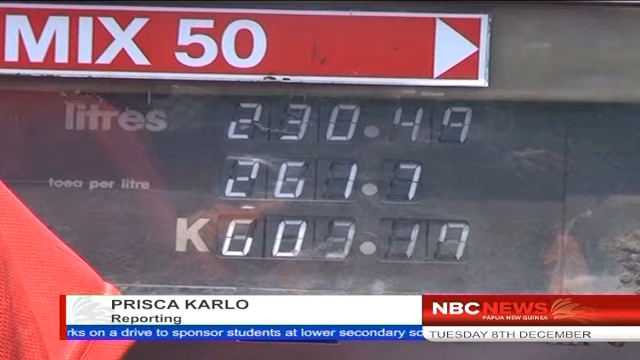 MIX 50
litres 230.49
toea per litre 261.7
K 603.17
PRISCA KARLO
Reporting
NBC NEWS
PAPUA NEW GUINEA
rks on a drive to sponsor students at lower secondary sc
TUESDAY 8TH DECEMBER